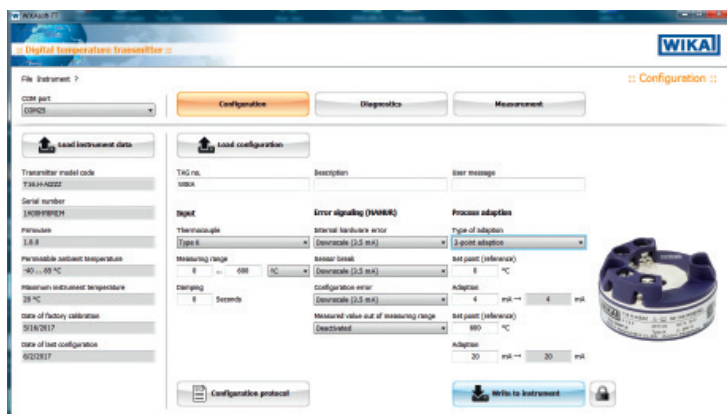 WIKAsoft-TT
:: Digital temperature transmitter ::
WIKA
File Instrument ?
:: Configuration ::
COM port
COM25
Configuration
Diagnostics
Measurement
Load instrument data
Load configuration
Transmitter model code
TAG no.
Description
User message
WIKA
Serial number
Input
Error signaling (NAMUR)
Process adaption
Firmware
Thermocouple
Internal hardware error
Type of adaption
Type K
Downscale (3.5 mA)
2-point adaption
Permissible ambient temperature
Measuring range
Sensor break
Set point (reference)
-40 ... 85 °C
0 ... 600 °C
Downscale (3.5 mA)
0 °C
Maximum instrument temperature
Damping
Configuration error
Adaption
29 °C
0 Seconds
Downscale (3.5 mA)
4 mA → 4 mA
Date of factory calibration
Measured value out of measuring range
Set point (reference)
5/16/2017
Deactivated
600 °C
Date of last configuration
Adaption
6/2/2017
20 mA → 20 mA
Configuration protocol
Write to instrument
WIKA